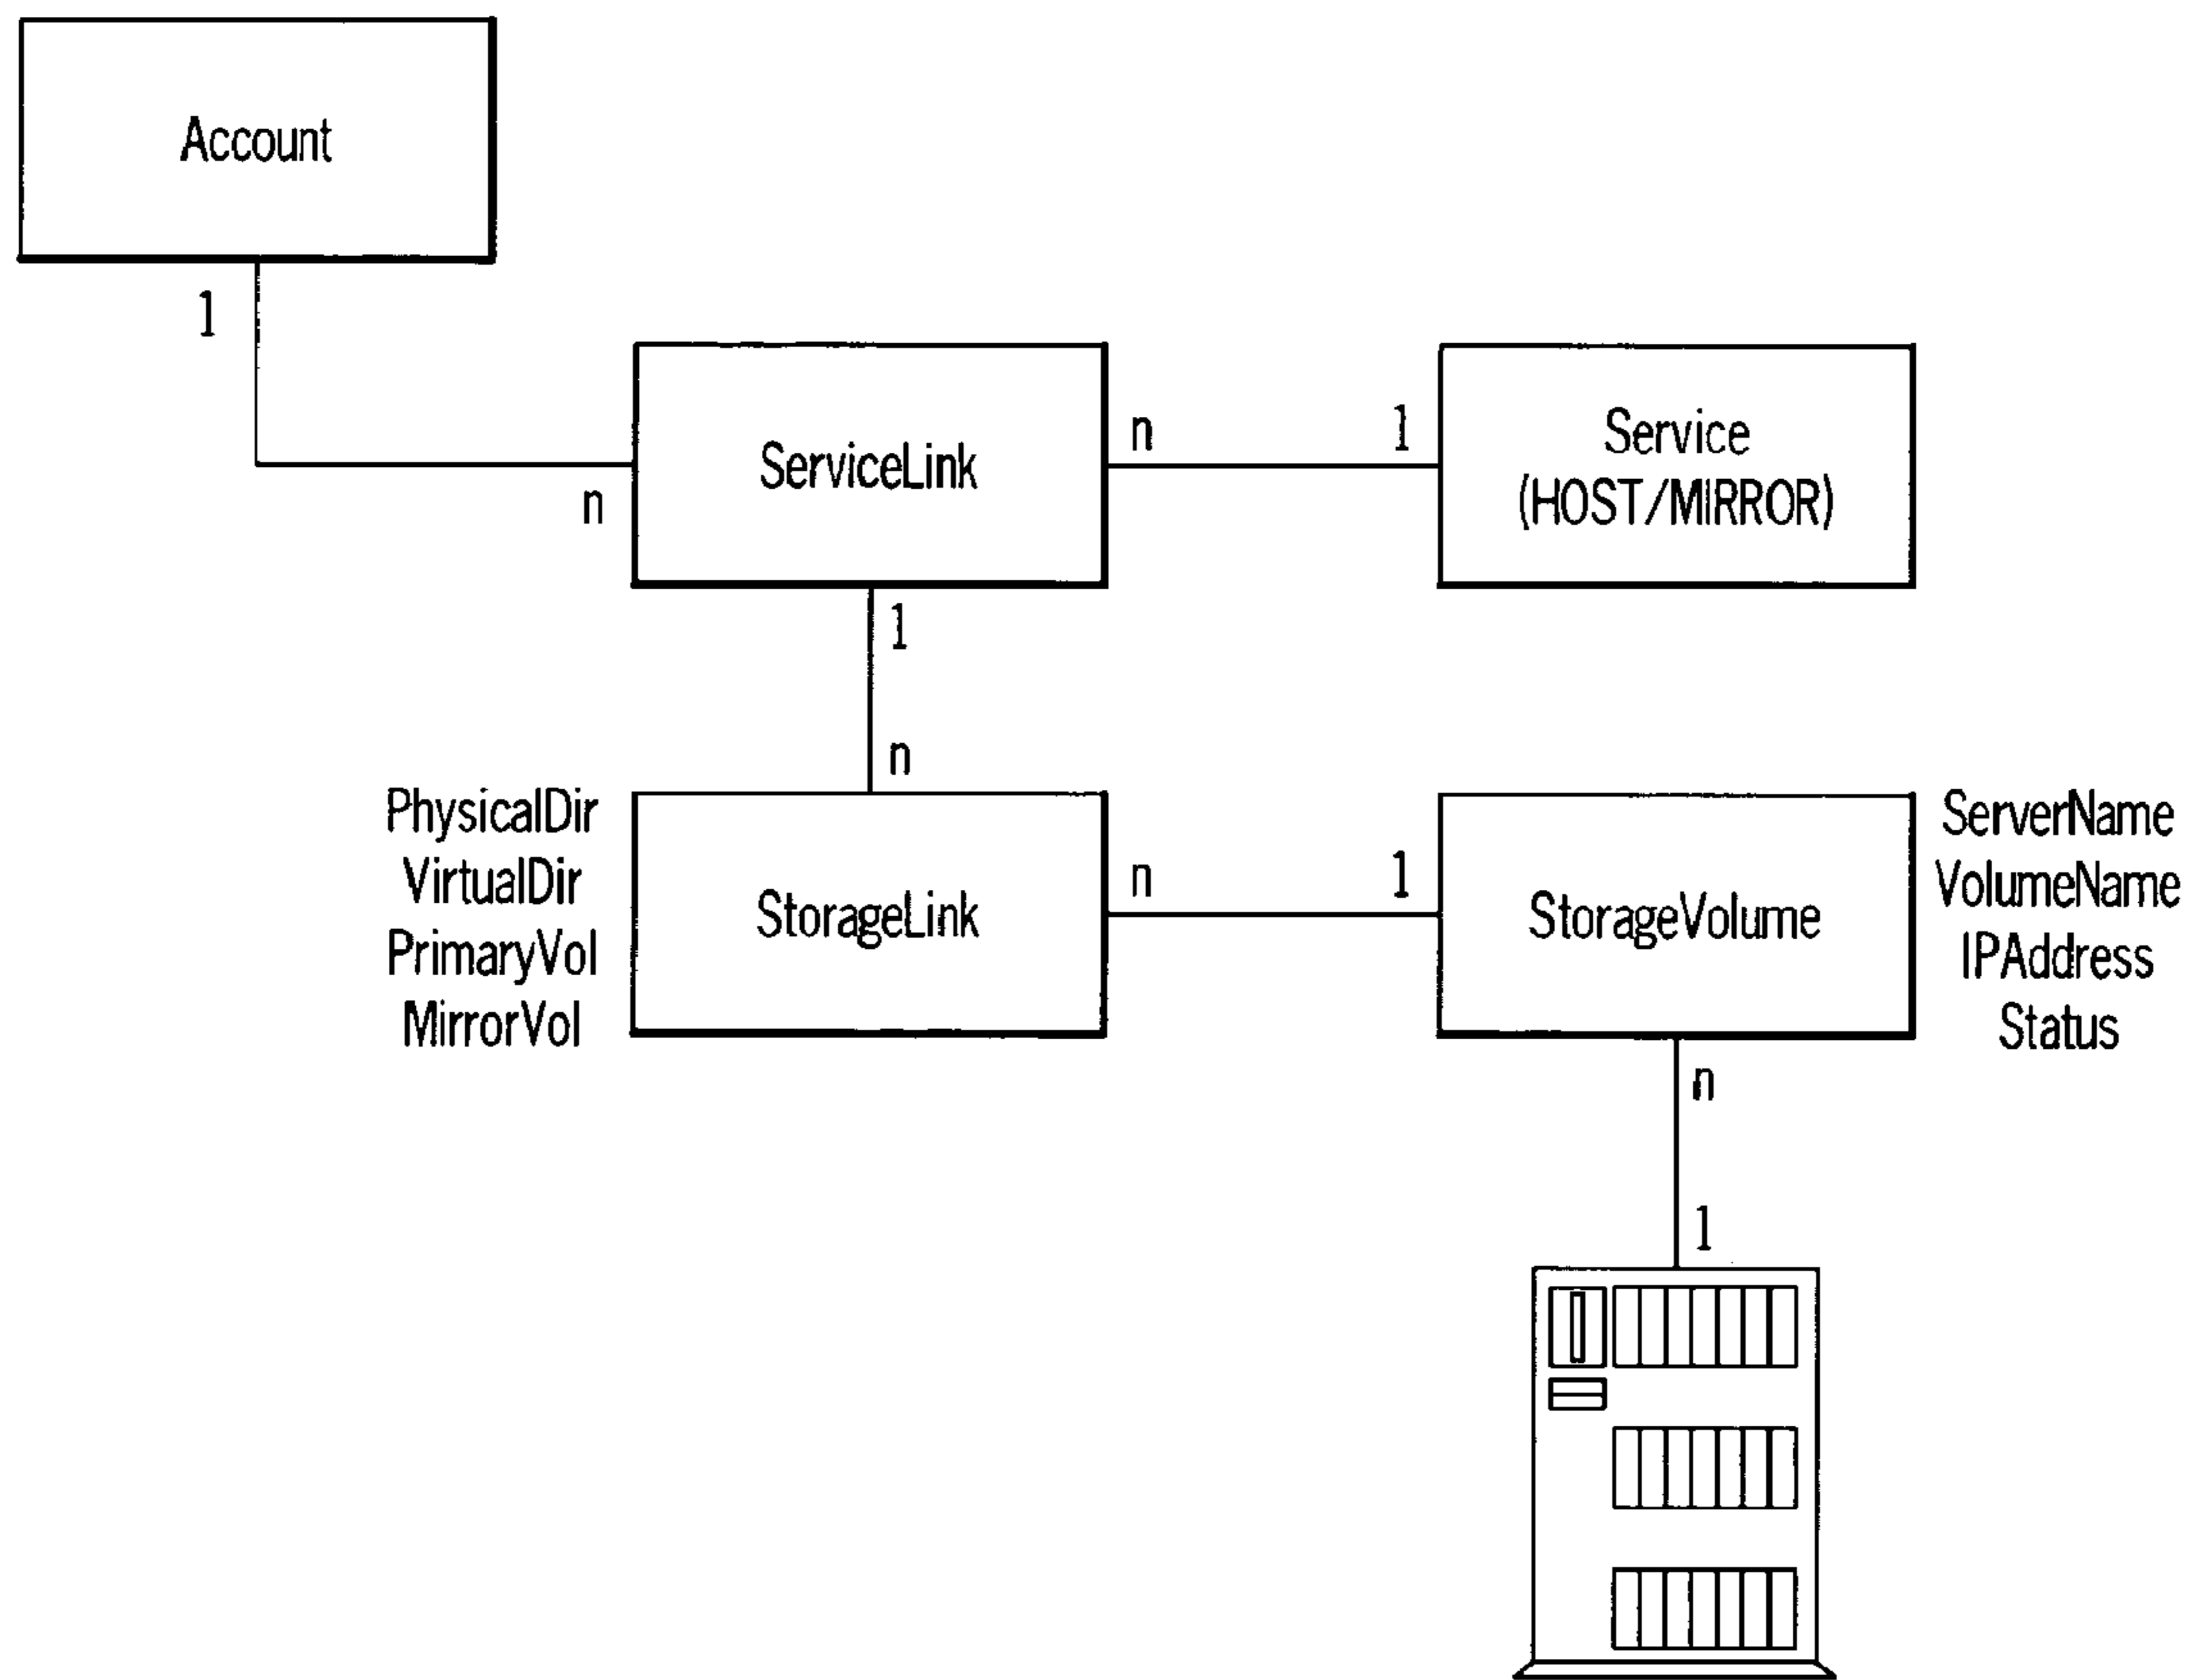 Account
1
n
ServiceLink
n
1
Service
(HOST/MIRROR)
1
n
PhysicalDir
VirtualDir
PrimaryVol
MirrorVol
StorageLink
n
1
StorageVolume
ServerName
VolumeName
IPAddress
Status
n
1